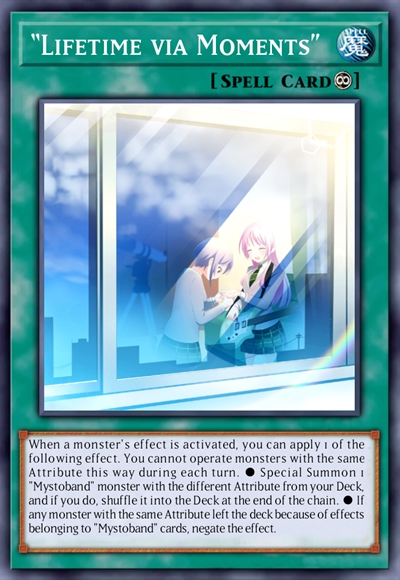 "Lifetime via Moments"
魔
[Spell Card]
When a monster's effect is activated, you can apply 1 of the
following effect. You cannot operate monsters with the same
Attribute this way during each turn. ● Special Summon 1
"Mystoband" monster with the different Attribute from your Deck,
and if you do, shuffle it into the Deck at the end of the chain. ● If
any monster with the same Attribute left the deck because of effects
belonging to "Mystoband" cards, negate the effect.